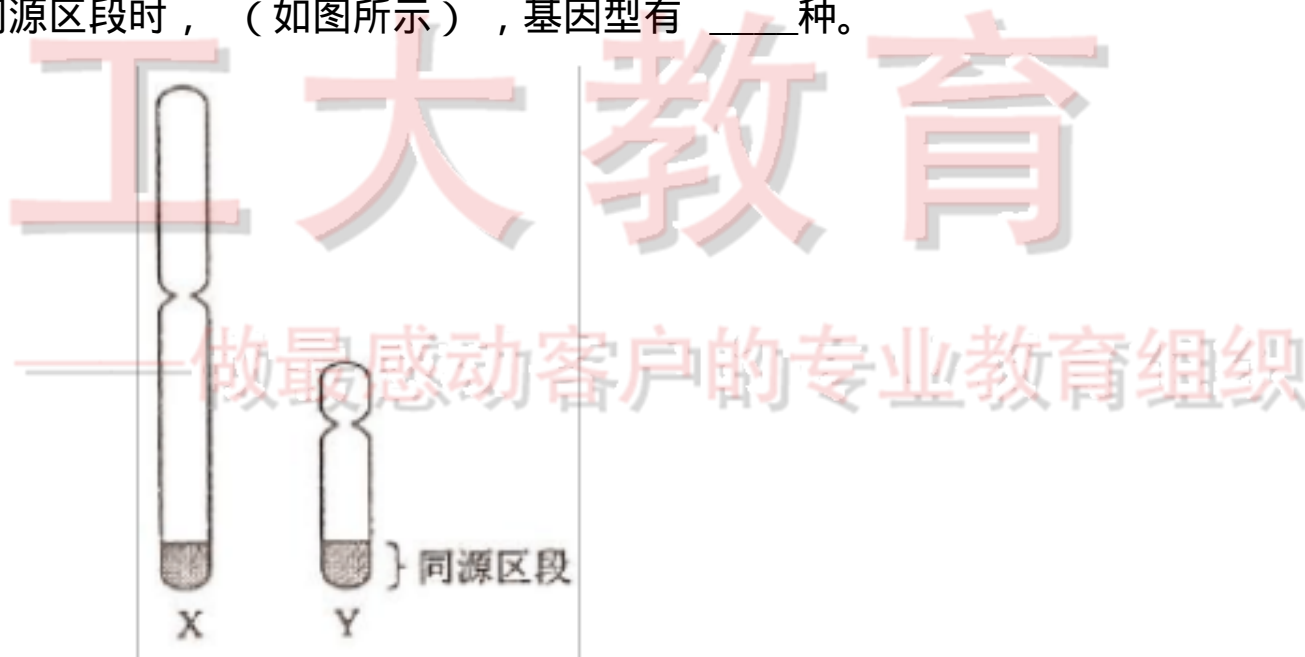 同源区段时， （如图所示） ，基因型有 ____种。
工大教育
——做最感动客户的专业教育组织
同源区段
X Y